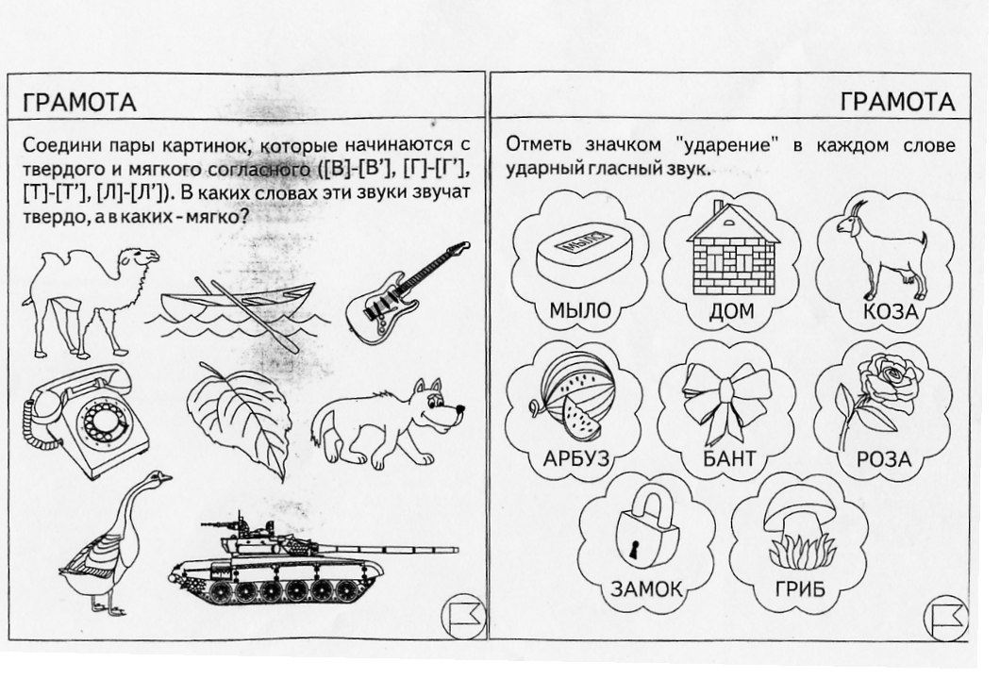 ГРАМОТА
Соедини пары картинок, которые начинаются с
твердого и мягкого согласного ([В]-[В'], [Г]-[Г'],
[Т]-[Т'], [Л]-[Л']). В каких словах эти звуки звучат
твердо, а в каких - мягко?
ГРАМОТА
Отметь значком "ударение" в каждом слове
ударный гласный звук.
МЫЛО
МЫЛО
ДОМ
КОЗА
АРБУЗ
БАНТ
РОЗА
ЗАМОК
ГРИБ